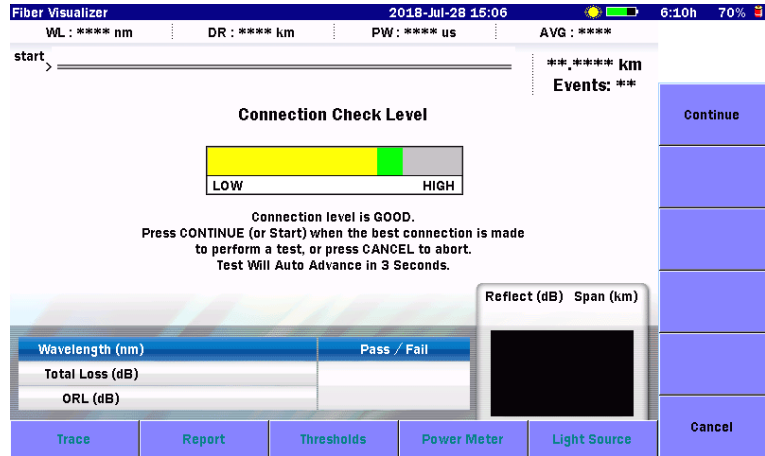 Fiber Visualizer 2018-Jul-28 15:06 6:10h 70%
WL : **** nm DR : **** km PW : **** us AVG : ****
start
**.**** km
Events: **
Connection Check Level
LOW HIGH
Connection level is GOOD.
Press CONTINUE (or Start) when the best connection is made
to perform a test, or press CANCEL to abort.
Test Will Auto Advance in 3 Seconds.
Reflect (dB) Span (km)
Wavelength (nm) Pass / Fail
Total Loss (dB)
ORL (dB)
Trace Report Thresholds Power Meter Light Source
Continue
Cancel